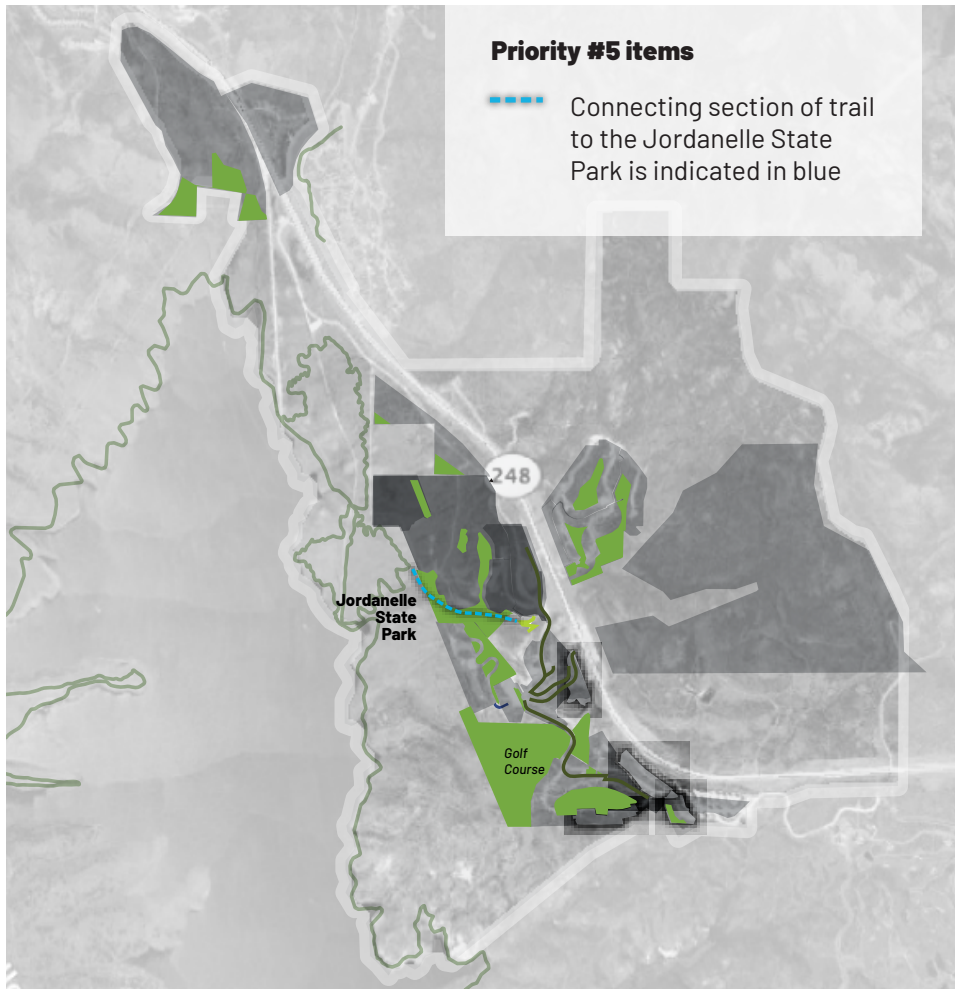 Priority #5 items
Connecting section of trail
to the Jordanelle State
Park is indicated in blue
248
Jordanelle
State
Park
Golf
Course